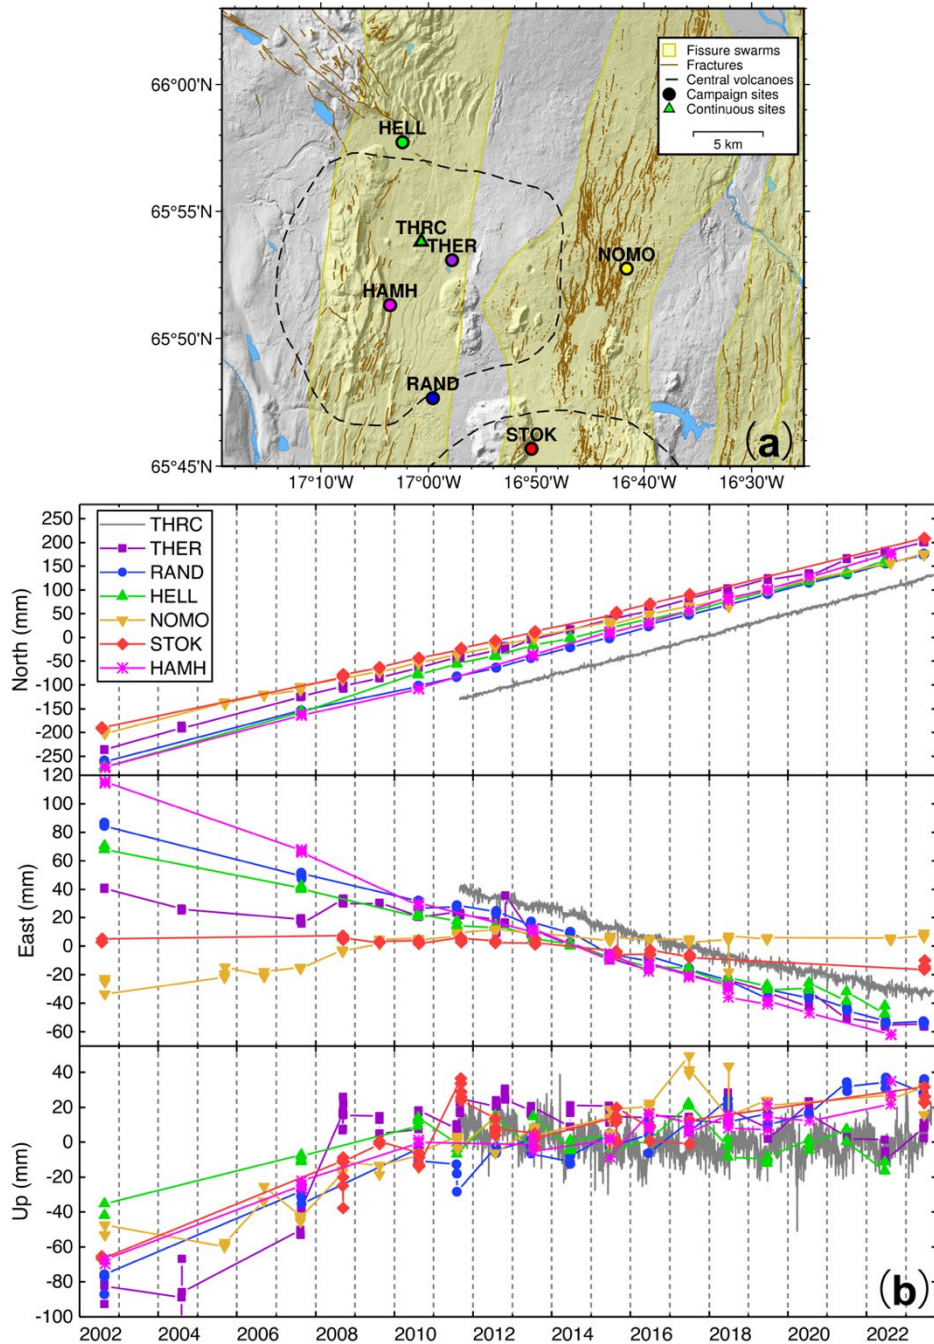 66°00'N
65°55'N
65°50'N
65°45'N
17°10'W
17°00'W
16°50'W
16°40'W
16°30'W
Fissure swarms
Fractures
Central volcanoes
Campaign sites
Continuous sites
5 km
HELL
THRC
THER
NOMO
HAMH
RAND
STOK
(a)
North (mm)
250
200
150
100
50
0
-50
-100
-150
-200
-250
THRC
THER
RAND
HELL
NOMO
STOK
HAMH
East (mm)
120
100
80
60
40
20
0
-20
-40
-60
Up (mm)
40
20
0
-20
-40
-60
-80
-100
(b)
2002 2004 2006 2008 2010 2012 2014 2016 2018 2020 2022